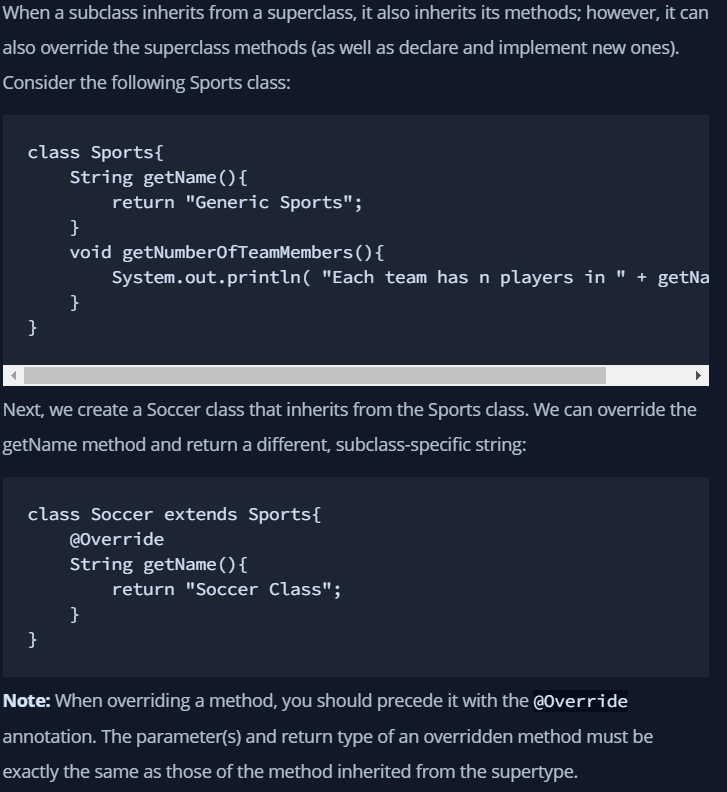 When a subclass inherits from a superclass, it also inherits its methods; however, it can
also override the superclass methods (as well as declare and implement new ones).
Consider the following Sports class:
class Sports{
    String getName(){
        return "Generic Sports";
    }
    void getNumberOfTeamMembers(){
        System.out.println( "Each team has n players in " + getNa
    }
}
Next, we create a Soccer class that inherits from the Sports class. We can override the
getName method and return a different, subclass-specific string:
class Soccer extends Sports{
    @Override
    String getName(){
        return "Soccer Class";
    }
}
Note: When overriding a method, you should precede it with the @Override
annotation. The parameter(s) and return type of an overridden method must be
exactly the same as those of the method inherited from the supertype.